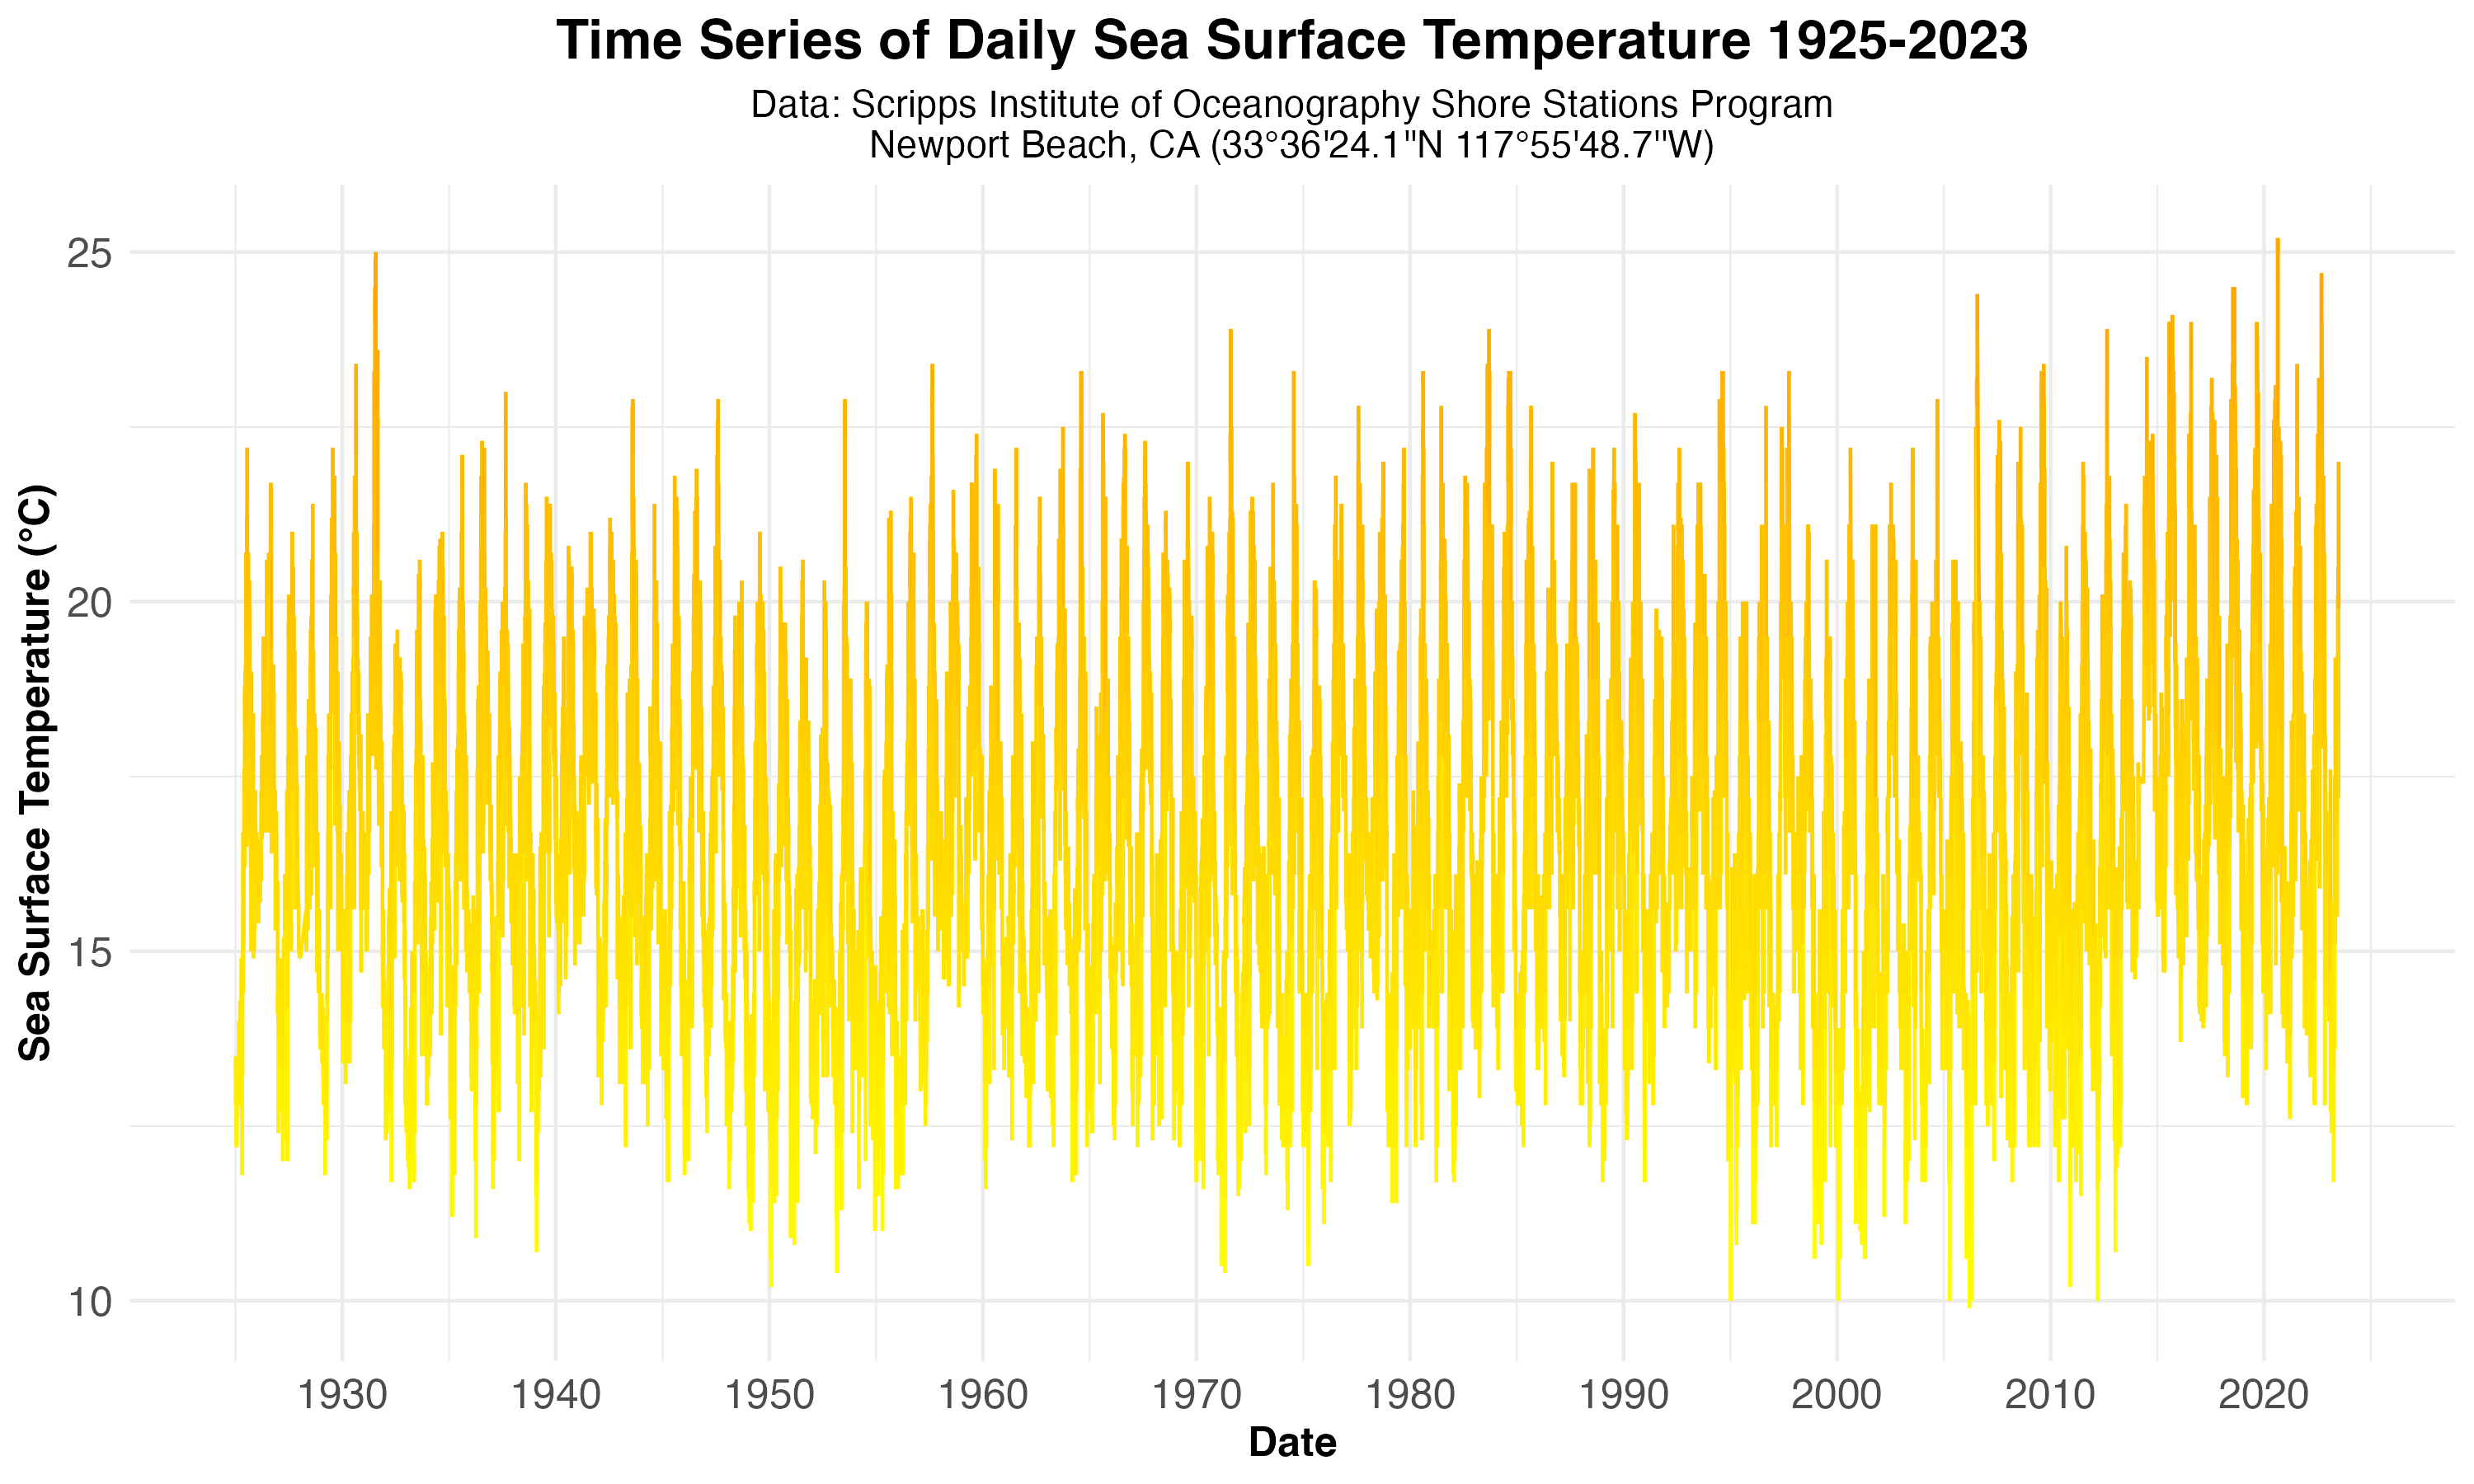 Time Series of Daily Sea Surface Temperature 1925-2023
Data: Scripps Institute of Oceanography Shore Stations Program
Newport Beach, CA (33°36'24.1"N 117°55'48.7"W)
Sea Surface Temperature (°C)
25
20
15
10
1930 1940 1950 1960 1970 1980 1990 2000 2010 2020
Date